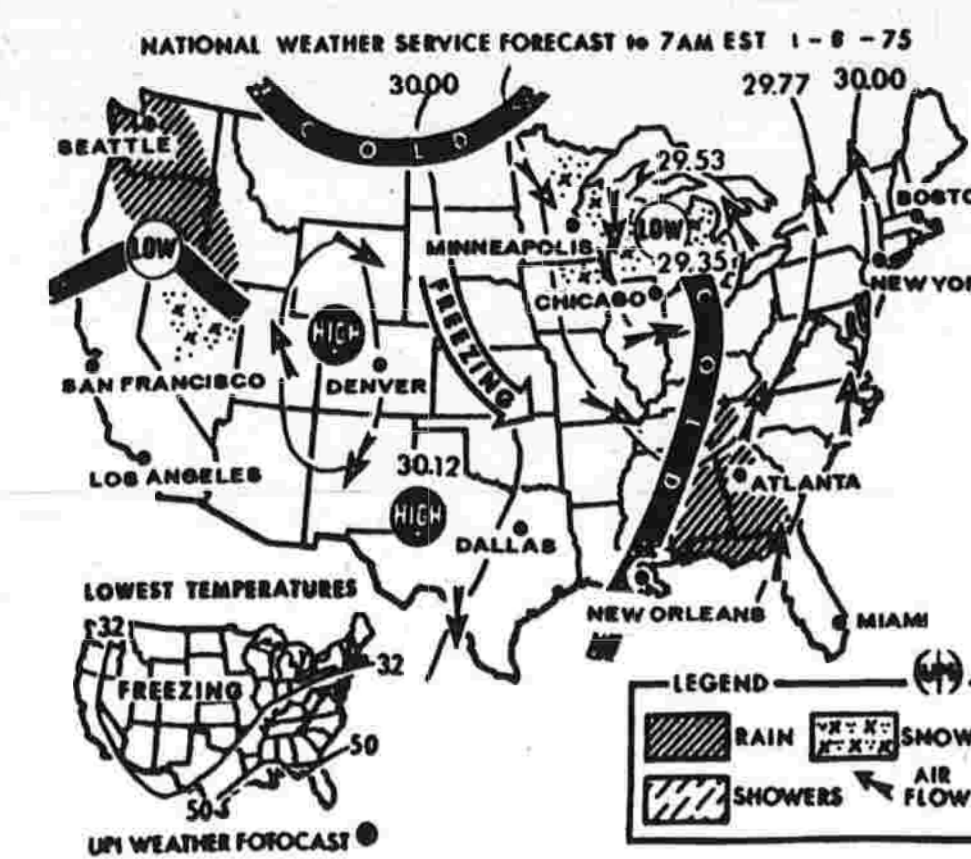 NATIONAL WEATHER SERVICE FORECAST to 7AM EST 1 - 8 - 75
30.00
29.77 30.00
COLD
SEATTLE
29.53
BOSTO
MINNEAPOLIS
LOW
LOW
29.35
NEW YOR
CHICAGO
FREEZING
HIGH
COLD
SAN FRANCISCO
DENVER
LOS ANGELES
30.12
ATLANTA
HIGH
DALLAS
NEW ORLEANS
MIAMI
LOWEST TEMPERATURES
32
32
FREEZING
50
50
UPI WEATHER FOTOCAST
LEGEND
UPI
RAIN
SNOW
SHOWERS
AIR
FLOW